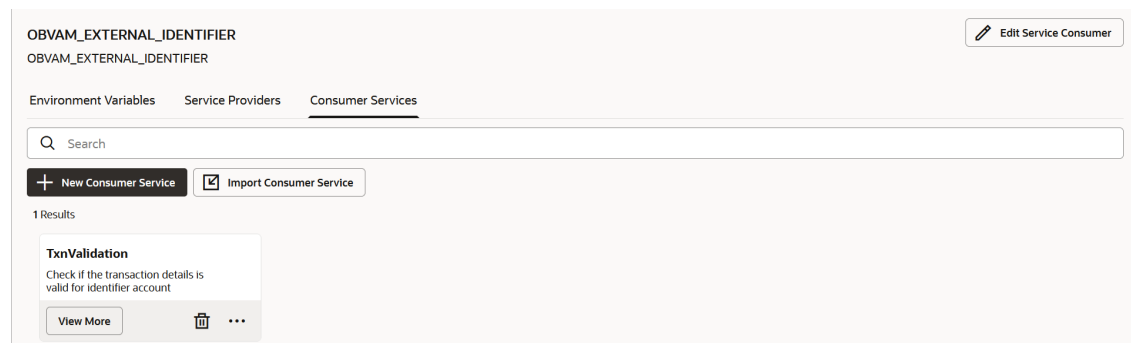 OBVAM_EXTERNAL_IDENTIFIER
Edit Service Consumer
OBVAM_EXTERNAL_IDENTIFIER
Environment Variables Service Providers Consumer Services
Search
New Consumer Service Import Consumer Service
1 Results
TxnValidation
Check if the transaction details is
valid for identifier account
View More